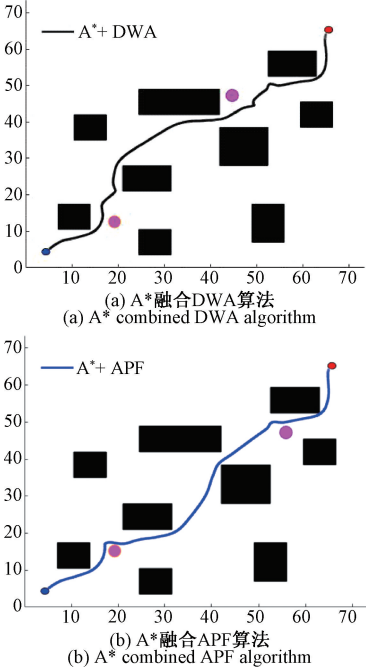 70
60
50
40
30
20
10
0
A*+ DWA
10 20 30 40 50 60 70
(a) A*融合DWA算法
(a) A* combined DWA algorithm
70
60
50
40
30
20
10
0
A*+ APF
10 20 30 40 50 60 70
(b) A*融合APF算法
(b) A* combined APF algorithm